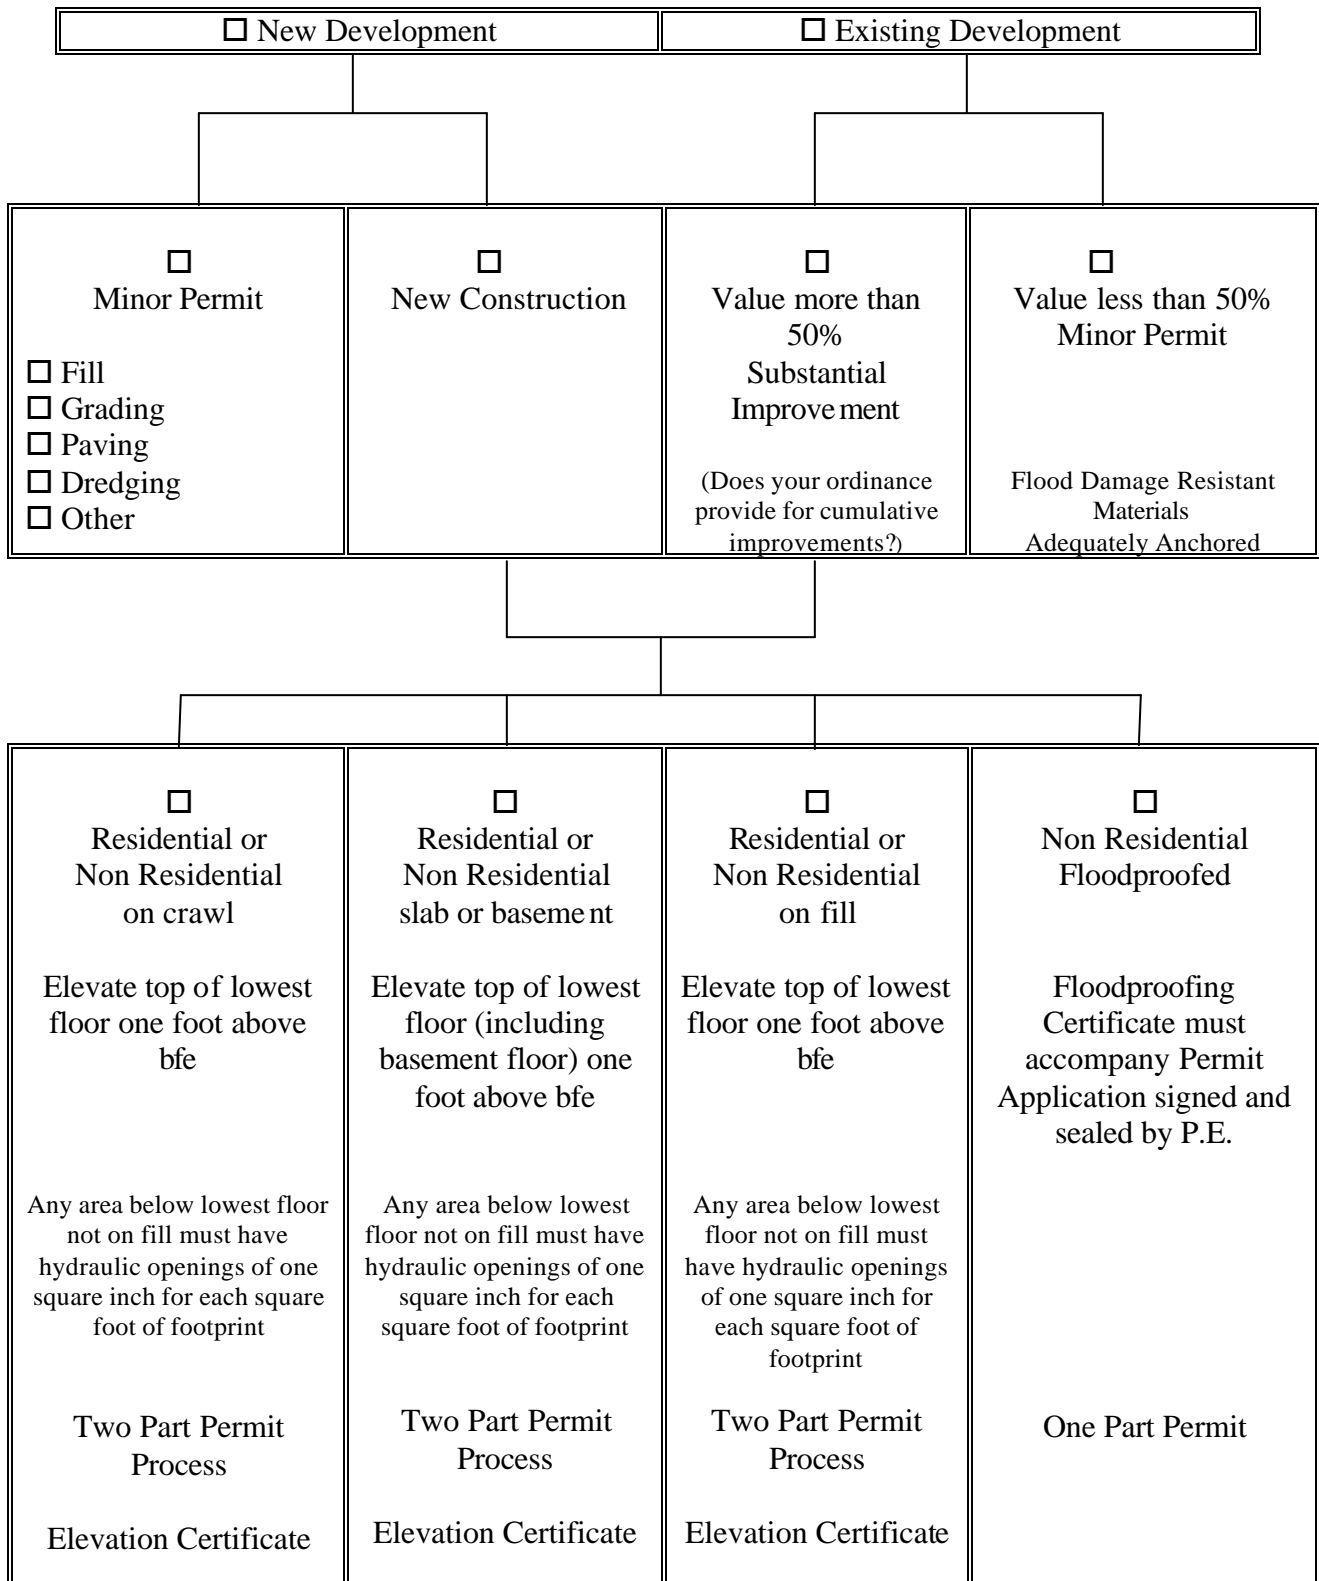 ☐ New Development
☐ Existing Development
☐
Minor Permit
☐ Fill
☐ Grading
☐ Paving
☐ Dredging
☐ Other
☐
New Construction
☐
Value more than
50%
Substantial
Improvement
(Does your ordinance
provide for cumulative
improvements?)
☐
Value less than 50%
Minor Permit
Flood Damage Resistant
Materials
Adequately Anchored
☐
Residential or
Non Residential
on crawl
Elevate top of lowest
floor one foot above
bfe
Any area below lowest floor
not on fill must have
hydraulic openings of one
square inch for each square
foot of footprint
Two Part Permit
Process
Elevation Certificate
☐
Residential or
Non Residential
slab or basement
Elevate top of lowest
floor (including
basement floor) one
foot above bfe
Any area below lowest
floor not on fill must have
hydraulic openings of one
square inch for each
square foot of footprint
Two Part Permit
Process
Elevation Certificate
☐
Residential or
Non Residential
on fill
Elevate top of lowest
floor one foot above
bfe
Any area below lowest
floor not on fill must
have hydraulic openings
of one square inch for
each square foot of
footprint
Two Part Permit
Process
Elevation Certificate
☐
Non Residential
Floodproofed
Floodproofing
Certificate must
accompany Permit
Application signed and
sealed by P.E.
One Part Permit